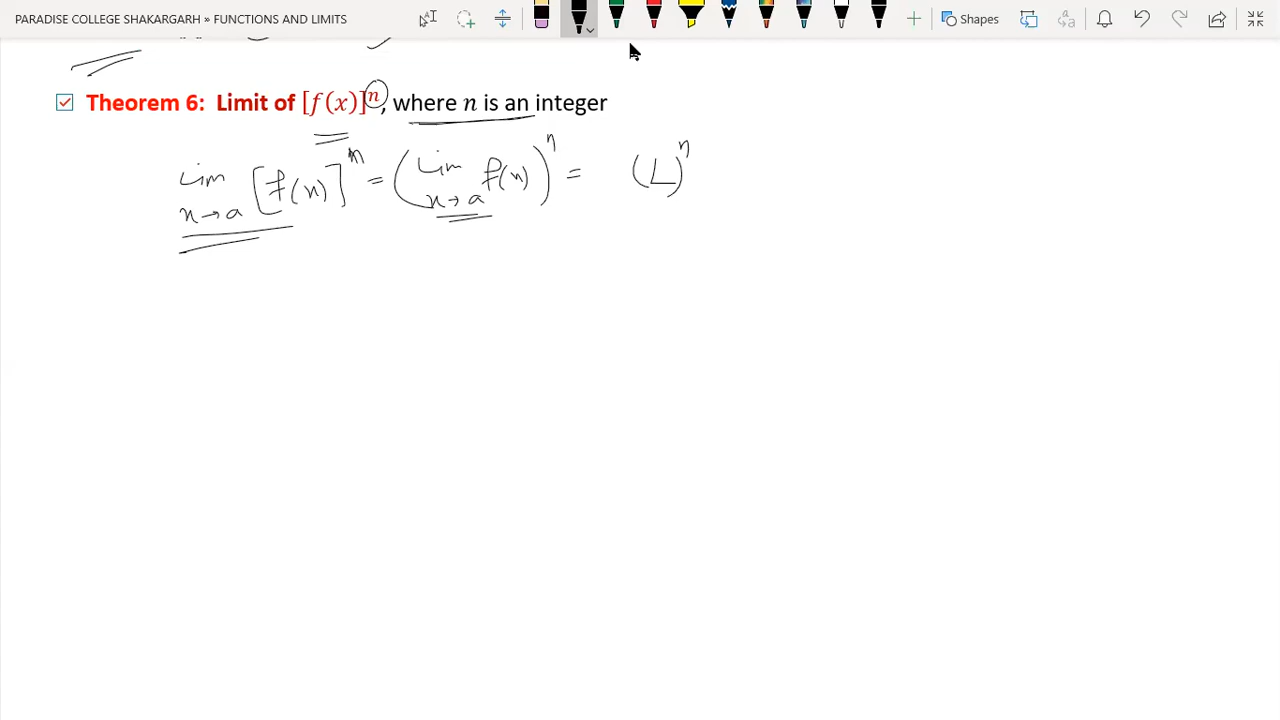 PARADISE COLLEGE SHAKARGARH » FUNCTIONS AND LIMITS
Shapes
Theorem 6: Limit of [f(x)]ⁿ, where n is an integer
Lim x→a [f(x)]ⁿ = (Lim x→a f(x))ⁿ = (L)ⁿ